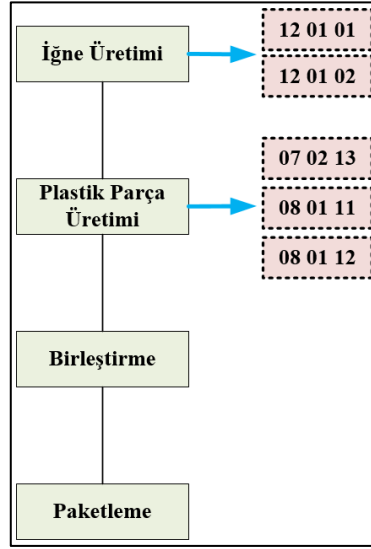 İğne Üretimi
12 01 01
12 01 02
Plastik Parça
Üretimi
07 02 13
08 01 11
08 01 12
Birleştirme
Paketleme